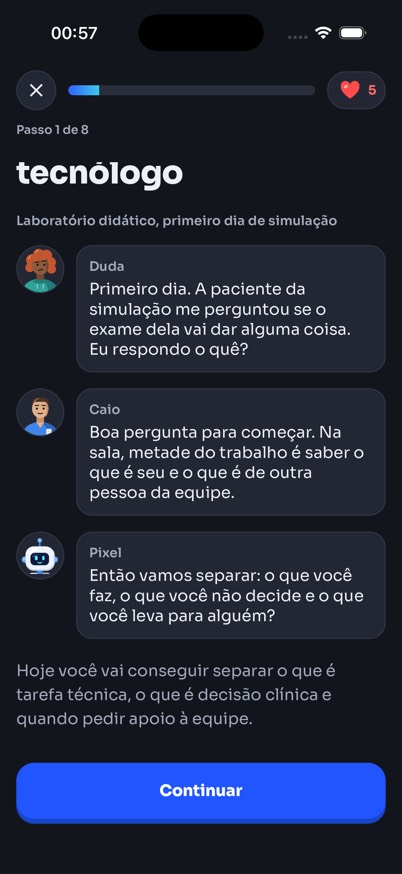 00:57
5
Passo 1 de 8
tecnólogo
Laboratório didático, primeiro dia de simulação
Duda
Primeiro dia. A paciente da
simulação me perguntou se o
exame dela vai dar alguma coisa.
Eu respondo o quê?
Caio
Boa pergunta para começar. Na
sala, metade do trabalho é saber o
que é seu e o que é de outra
pessoa da equipe.
Pixel
Então vamos separar: o que você
faz, o que você não decide e o que
você leva para alguém?
Hoje você vai conseguir separar o que é
tarefa técnica, o que é decisão clínica e
quando pedir apoio à equipe.
Continuar